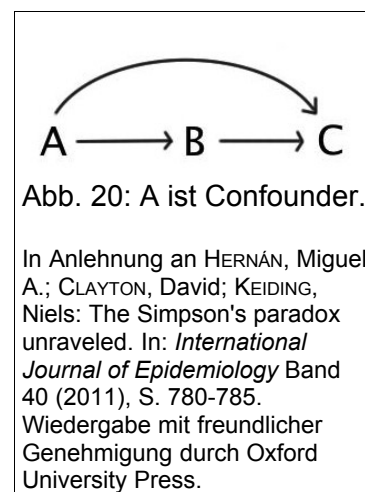 A B C
Abb. 20: A ist Confounder.
In Anlehnung an HERNÁN, Miguel
A.; CLAYTON, David; KEIDING,
Niels: The Simpson's paradox
unraveled. In: International
Journal of Epidemiology Band
40 (2011), S. 780-785.
Wiedergabe mit freundlicher
Genehmigung durch Oxford
University Press.